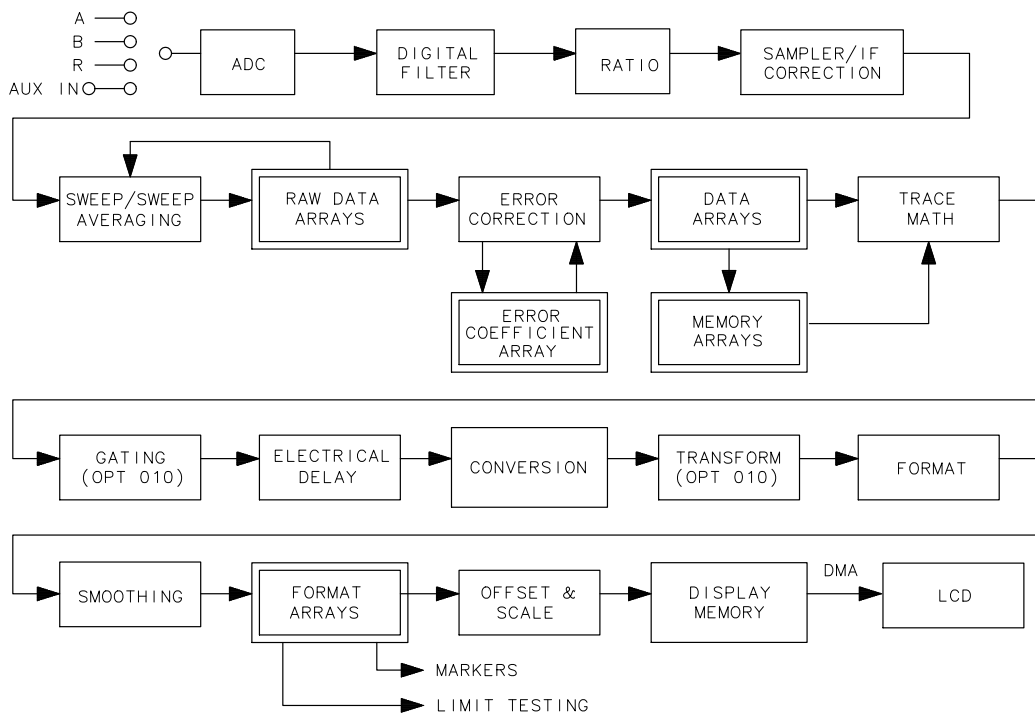 A
B
R
AUX IN
ADC
DIGITAL
FILTER
RATIO
SAMPLER/IF
CORRECTION
SWEEP/SWEEP
AVERAGING
RAW DATA
ARRAYS
ERROR
CORRECTION
DATA
ARRAYS
TRACE
MATH
ERROR
COEFFICIENT
ARRAY
MEMORY
ARRAYS
GATING
(OPT 010)
ELECTRICAL
DELAY
CONVERSION
TRANSFORM
(OPT 010)
FORMAT
SMOOTHING
FORMAT
ARRAYS
OFFSET &
SCALE
DISPLAY
MEMORY
DMA
LCD
MARKERS
LIMIT TESTING